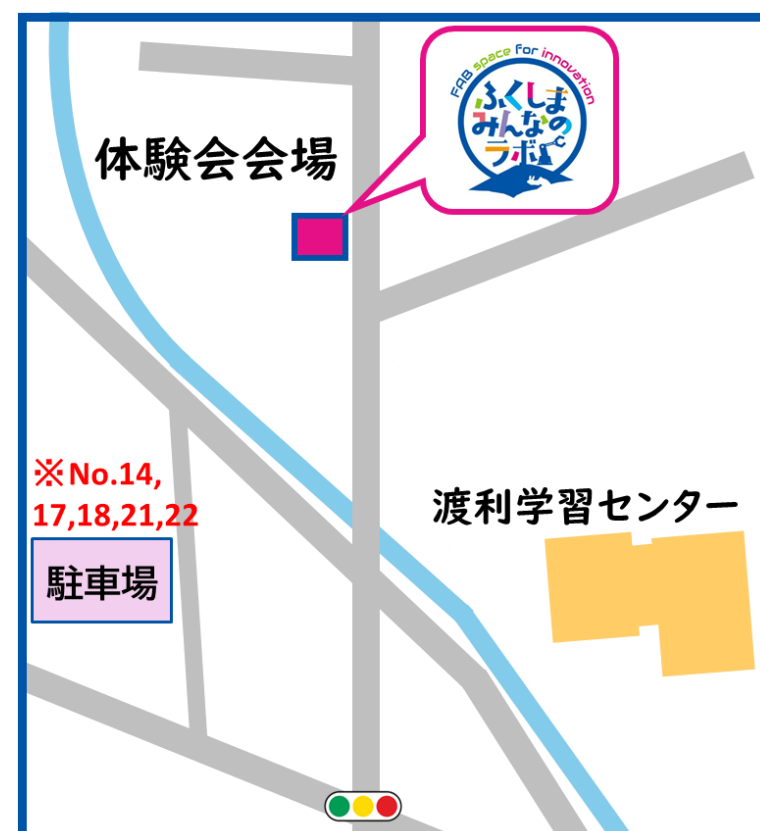 FAB space for innovation
ふくしま
みんなの
ラボ
体験会会場
※No.14,
17,18,21,22
駐車場
渡利学習センター